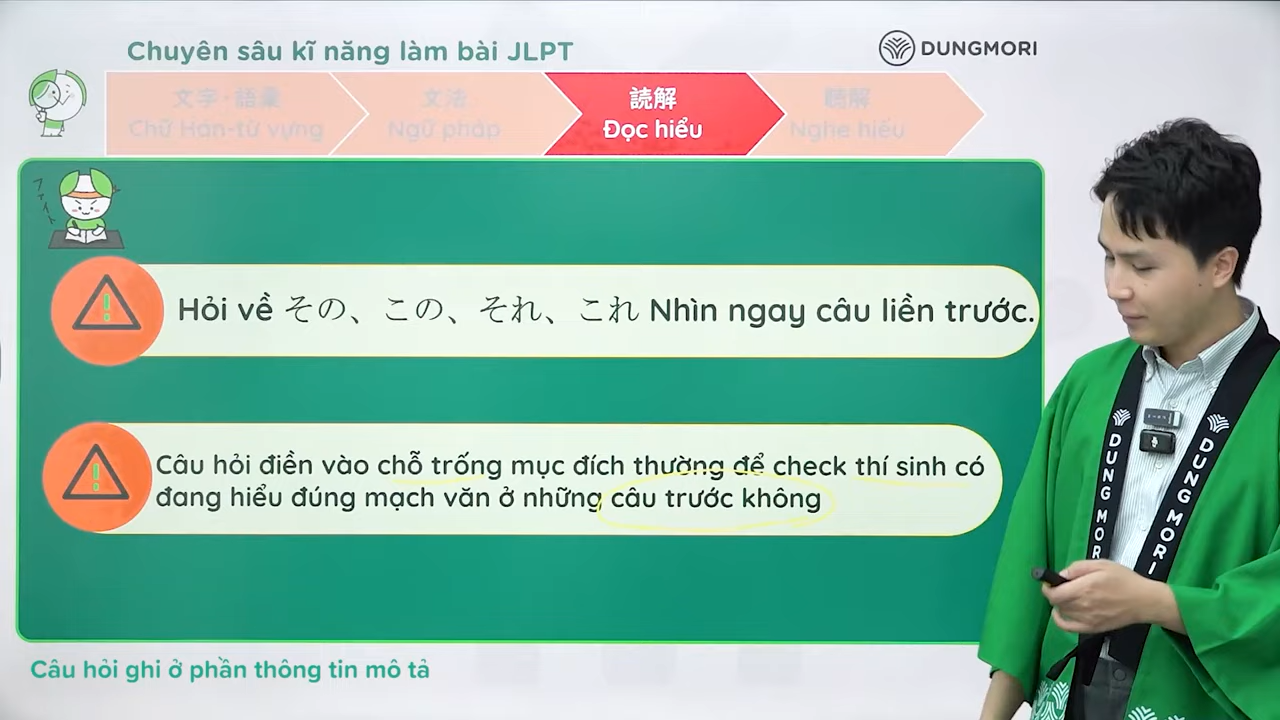 Chuyên sâu kĩ năng làm bài JLPT
DUNGMORI
文字・語彙
Chữ Hán-từ vựng
文法
Ngữ pháp
読解
Đọc hiểu
聴解
Nghe hiểu
ファイト
Hỏi về その、この、それ、これ Nhìn ngay câu liền trước.
Câu hỏi điền vào chỗ trống mục đích thường để check thí sinh có
đang hiểu đúng mạch văn ở những câu trước không
Câu hỏi ghi ở phần thông tin mô tả
DUNG MORI
DUNG MORI